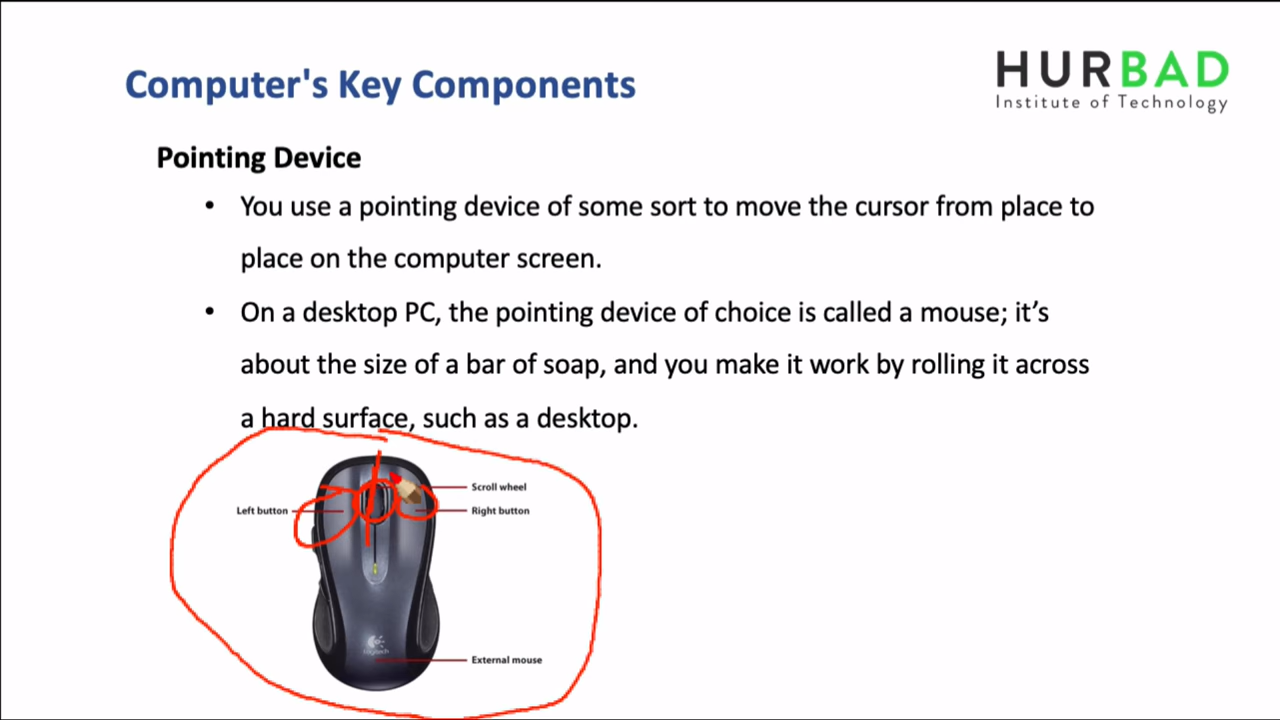 Computer's Key Components
HURBAD
Institute of Technology
Pointing Device
• You use a pointing device of some sort to move the cursor from place to
place on the computer screen.
• On a desktop PC, the pointing device of choice is called a mouse; it’s
about the size of a bar of soap, and you make it work by rolling it across
a hard surface, such as a desktop.
Scroll wheel
Left button
Right button
Logitech
External mouse